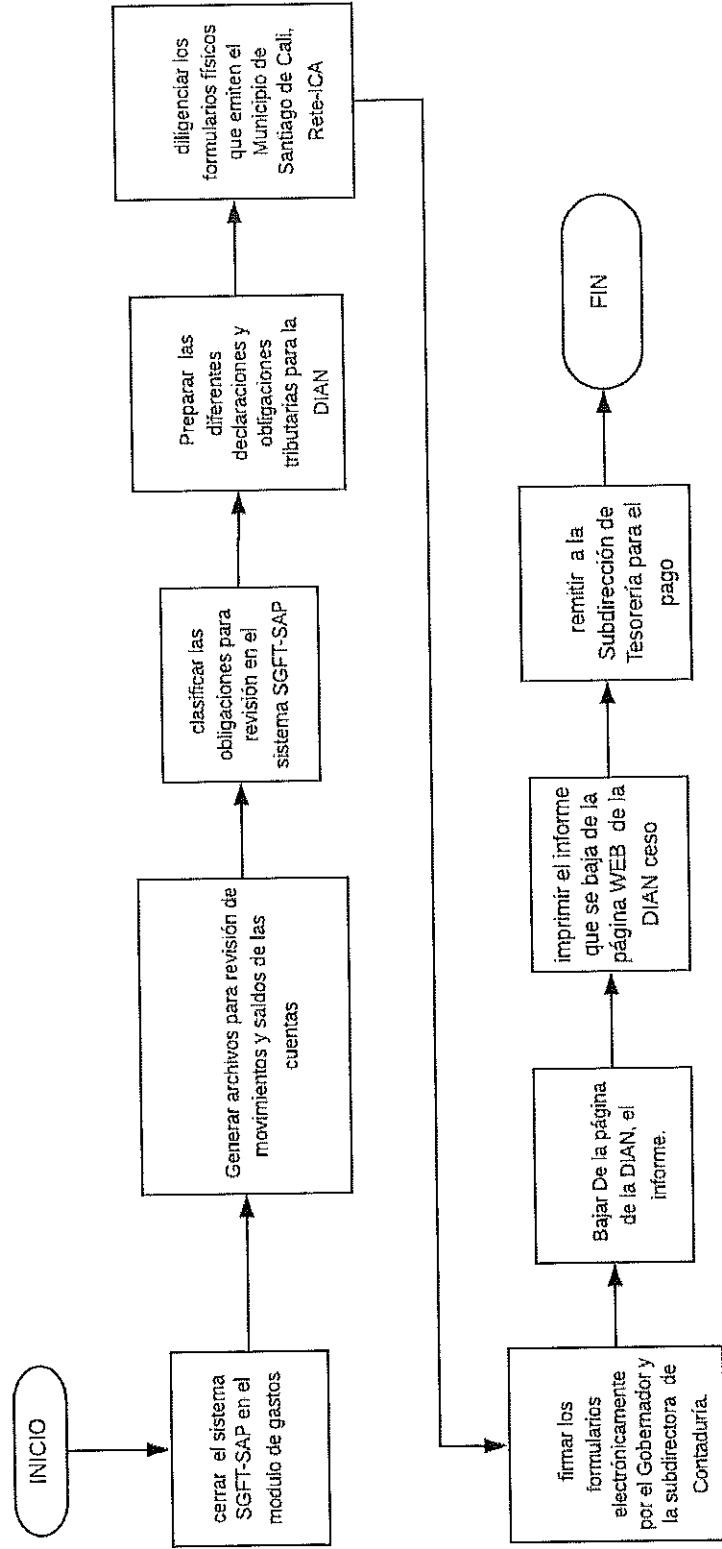 INICIO
cerrar el sistema
SGFT-SAP en el
modulo de gastos
Generar archivos para revisión de
movimientos y saldos de las
cuentas
clasificar las
obligaciones para
revisión en el
sistema SGFT-SAP
Preparar las
diferentes
declaraciones y
obligaciones
tributarias para la
DIAN
diligenciar los
formularios físicos
que emiten el
Municipio de
Santiago de Cali,
Rete-ICA
firmar los
formularios
electrónicamente
por el Gobernador y
la subdirectora de
Contaduría.
Bajar De la página
de la DIAN, el
informe.
imprimir el informe
que se baja de la
página WEB de la
DIAN ceso
remitir a la
Subdirección de
Tesorería para el
pago
FIN